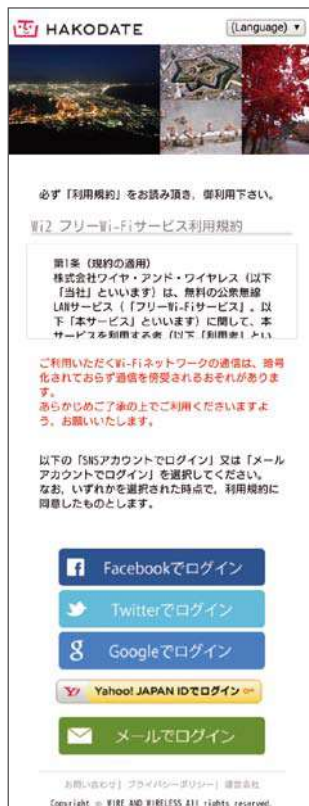 HAKODATE
(Language) ▼
必ず「利用規約」をお読み頂き、御利用下さい。
Wi2 フリーWi-Fiサービス利用規約
第1条（規約の適用）
株式会社ワイヤ・アンド・ワイヤレス（以下
「当社」といいます）は、無料の公衆無線
LANサービス（「フリーWi-Fiサービス」。以
下「本サービス」といいます）に関して、本
サービスを利用する者（以下「利用者」とい
ご利用いただくWi-Fiネットワークの通信は、暗号
化されておらず通信を傍受されるおそれがありま
す。
あらかじめご了承の上でご利用くださいますよ
う、お願いいたします。
以下の「SNSアカウントでログイン」又は「メール
アカウントでログイン」を選択してください。
なお、いずれかを選択された時点で、利用規約に
同意したものとします。
Facebookでログイン
Twitterでログイン
Googleでログイン
Y! Yahoo! JAPAN IDでログイン
メールでログイン
お問い合わせ| プライバシーポリシー| 運営会社
Copyright © WIRE AND WIRELESS All rights reserved.